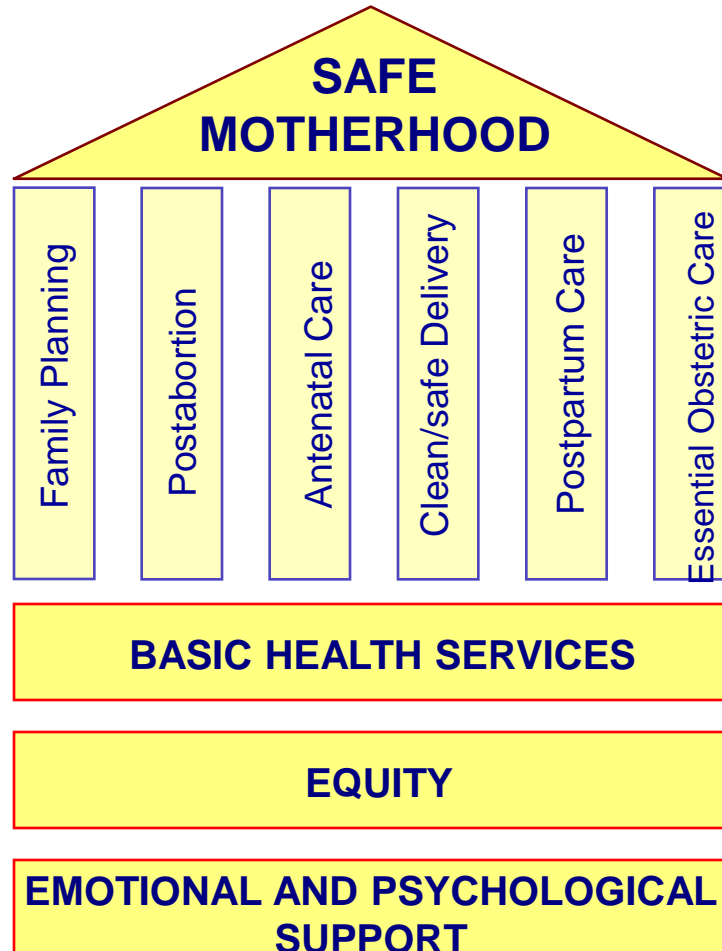 SAFE
MOTHERHOOD
Family Planning
Postabortion
Antenatal Care
Clean/safe Delivery
Postpartum Care
Essential Obstetric Care
BASIC HEALTH SERVICES
EQUITY
EMOTIONAL AND PSYCHOLOGICAL
SUPPORT